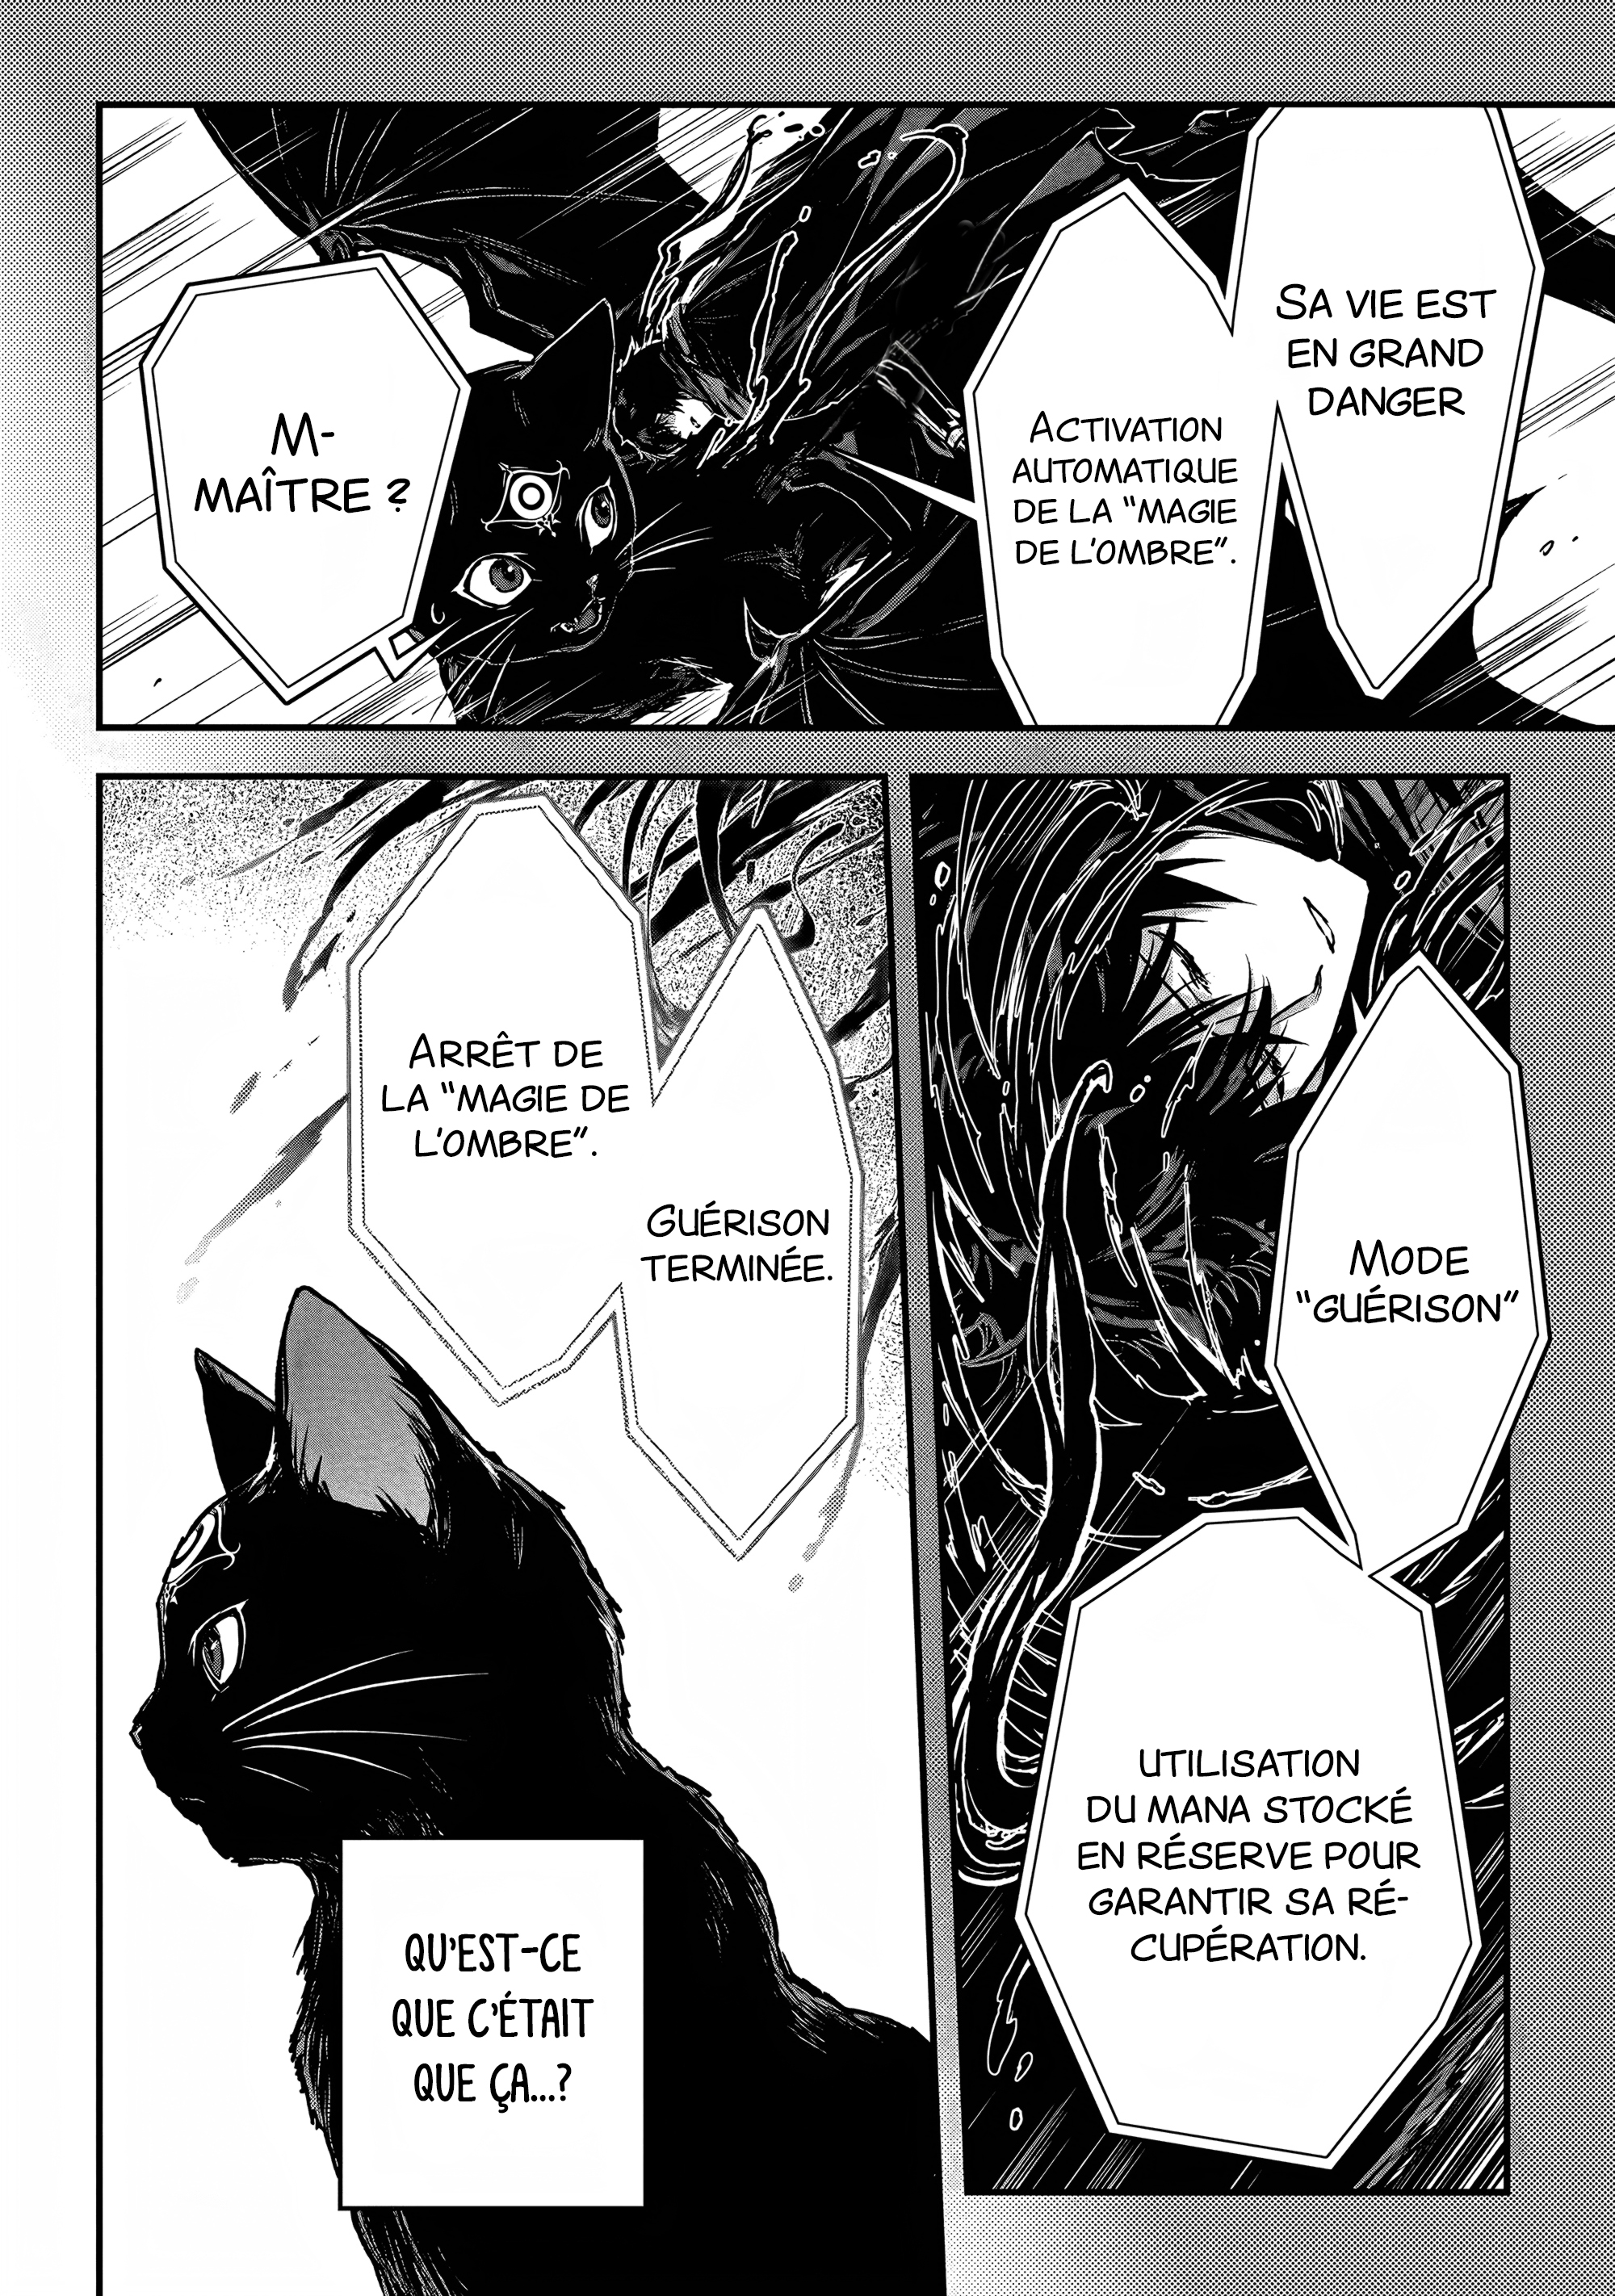 Sa vie est
en grand
danger
Activation
automatique
de la "magie
de l'ombre".
M-
maître ?
Mode
"guérison"
utilisation
du mana stocké
en réserve pour
garantir sa ré-
cupération.
Guérison
terminée.
Arrêt de
la "magie de
l'ombre".
QU'EST-CE
QUE C'ÉTAIT
QUE ÇA...?